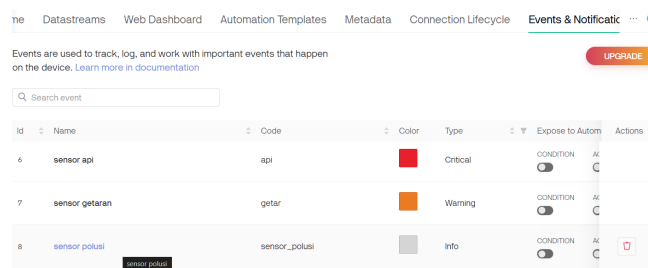 Datastreams Web Dashboard Automation Templates Metadata Connection Lifecycle Events & Notificatic ...
Events are used to track, log, and work with important events that happen
on the device. Learn more in documentation
UPGRADE
Search event
Id Name Code Color Type Expose to Autom Actions
6 sensor api api Critical CONDITION
7 sensor getaran getar Warning CONDITION
8 sensor polusi sensor_polusi Info CONDITION
sensor polusi